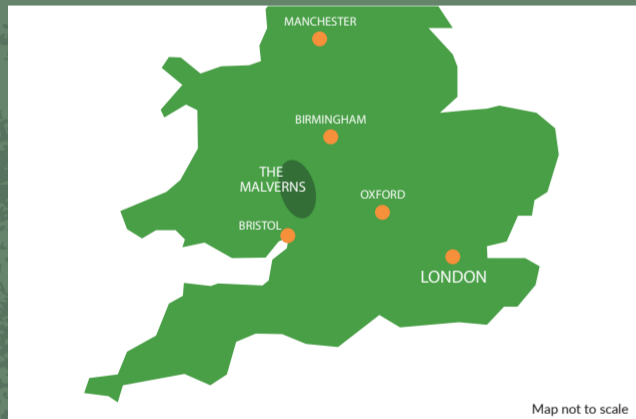 MANCHESTER
BIRMINGHAM
THE
MALVERNS
OXFORD
BRISTOL
LONDON
Map not to scale